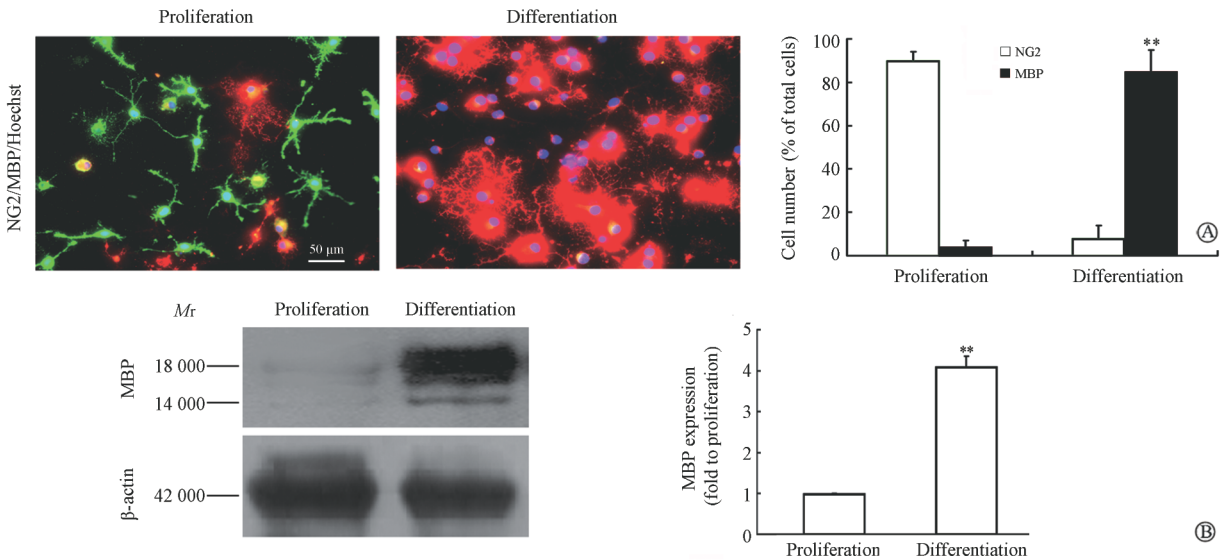 Proliferation
Differentiation
NG2/MBP/Hoechst
50 μm
Cell number (% of total cells)
100
80
60
40
20
0
NG2
MBP
**
Proliferation
Differentiation
Ⓐ
Mr
Proliferation
Differentiation
MBP
18 000
14 000
β-actin
42 000
MBP expression
(fold to proliferation)
5
4
3
2
1
0
**
Proliferation
Differentiation
Ⓑ